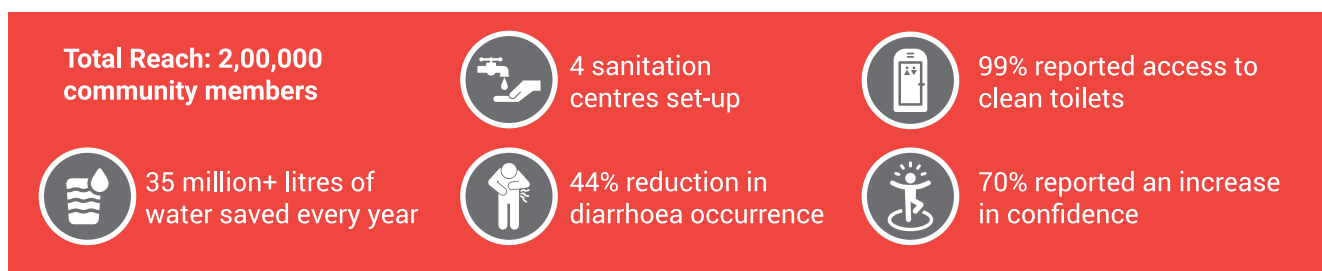 Total Reach: 2,00,000
community members
4 sanitation
centres set-up
99% reported access to
clean toilets
35 million+ litres of
water saved every year
44% reduction in
diarrhoea occurrence
70% reported an increase
in confidence